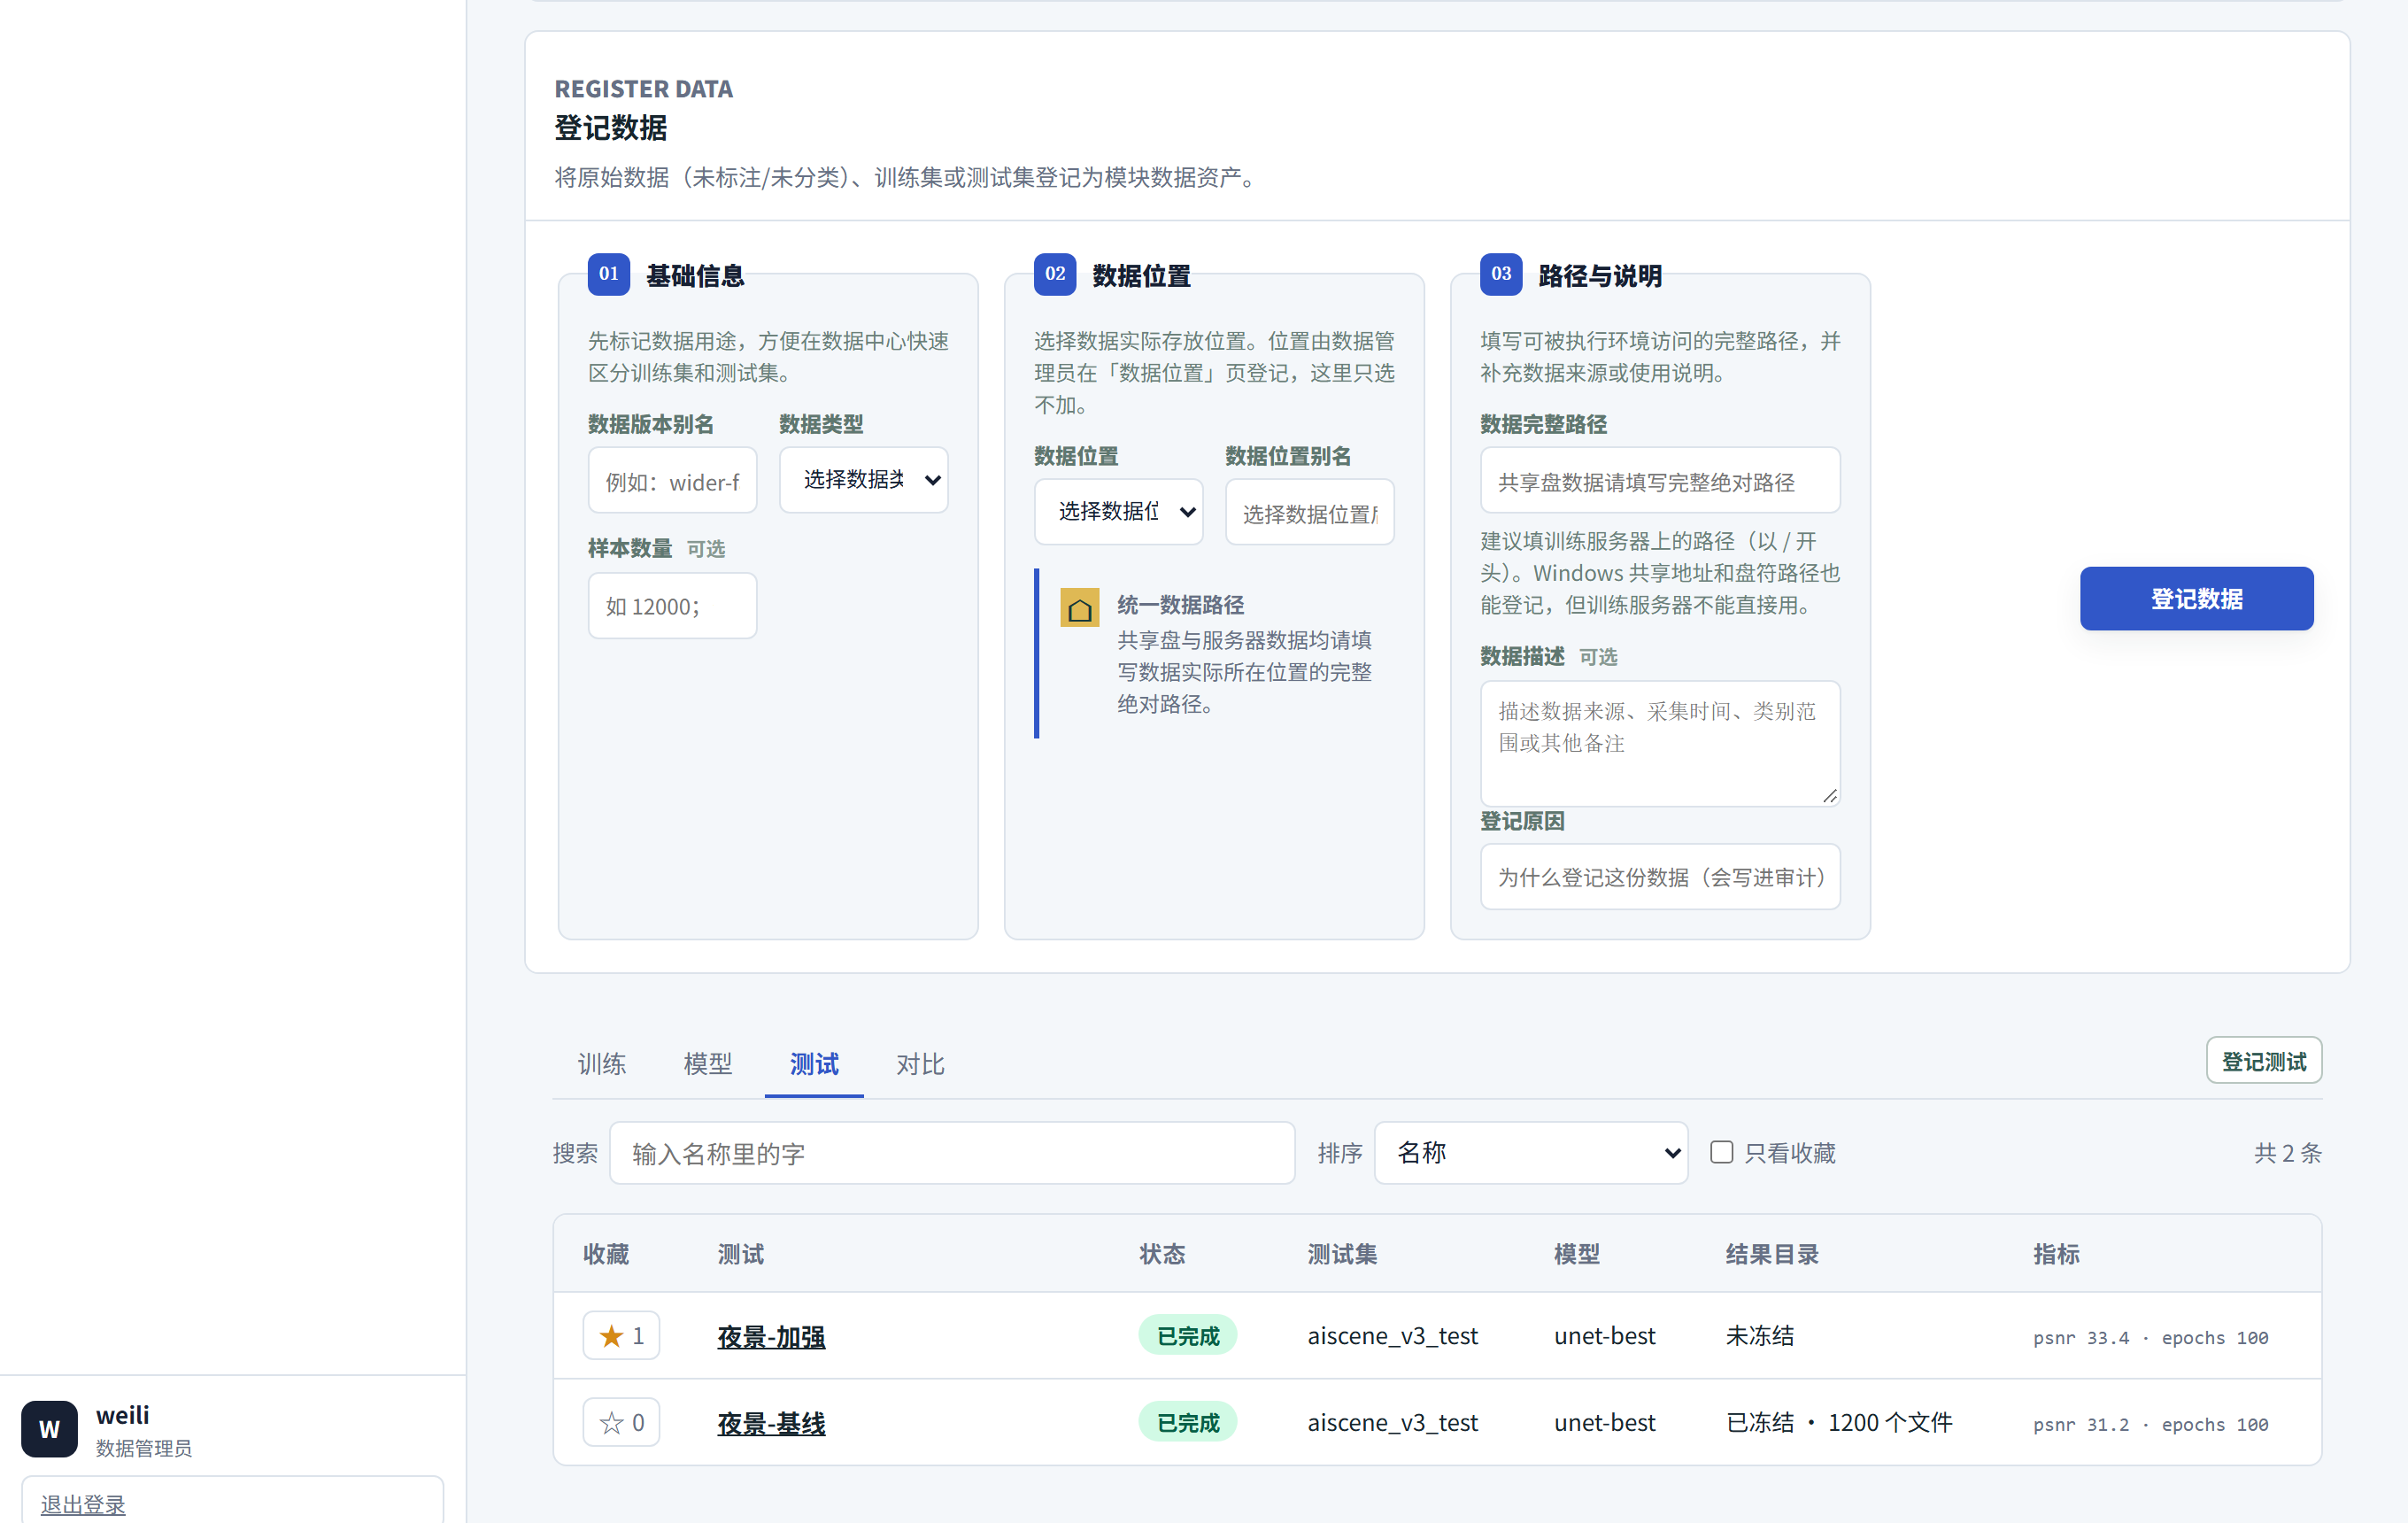 REGISTER DATA
登记数据
将原始数据（未标注/未分类）、训练集或测试集登记为模块数据资产。
01 基础信息
先标记数据用途，方便在数据中心快速
区分训练集和测试集。
数据版本别名 数据类型
例如：wider-f 选择数据类
样本数量 可选
如 12000；
02 数据位置
选择数据实际存放位置。位置由数据管
理员在「数据位置」页登记，这里只选
不加。
数据位置 数据位置别名
选择数据位 选择数据位置
统一数据路径
共享盘与服务器数据均请填
写数据实际所在位置的完整
绝对路径。
03 路径与说明
填写可被执行环境访问的完整路径，并
补充数据来源或使用说明。
数据完整路径
共享盘数据请填写完整绝对路径
建议填训练服务器上的路径（以 / 开
头）。Windows 共享地址和盘符路径也
能登记，但训练服务器不能直接用。
数据描述 可选
描述数据来源、采集时间、类别范
围或其他备注
登记原因
为什么登记这份数据（会写进审计）
登记数据
训练 模型 测试 对比 登记测试
搜索 输入名称里的字 排序 名称 只看收藏 共 2 条
收藏 测试 状态 测试集 模型 结果目录 指标
★ 1 夜景-加强 已完成 aiscene_v3_test unet-best 未冻结 psnr 33.4 · epochs 100
☆ 0 夜景-基线 已完成 aiscene_v3_test unet-best 已冻结 · 1200 个文件 psnr 31.2 · epochs 100
W weili
数据管理员
退出登录